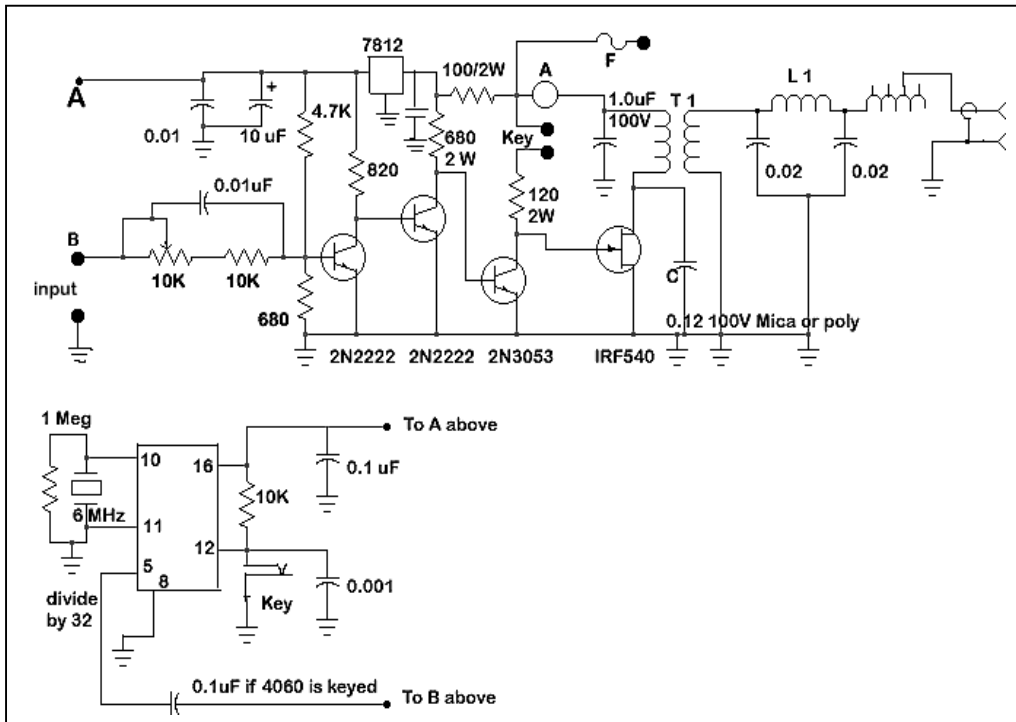 7812
F
A
100/2W
A
L 1
T 1
1.0uF
100V
0.01
+
10 uF
4.7K
680
2 W
Key
820
0.02
0.02
0.01uF
120
2W
B
10K
10K
C
input
680
0.12 100V Mica or poly
2N2222
2N2222
2N3053
IRF540
1 Meg
To A above
10
16
0.1 uF
10K
6 MHz
11
12
5
8
0.001
divide
by 32
Key
0.1uF if 4060 is keyed
To B above